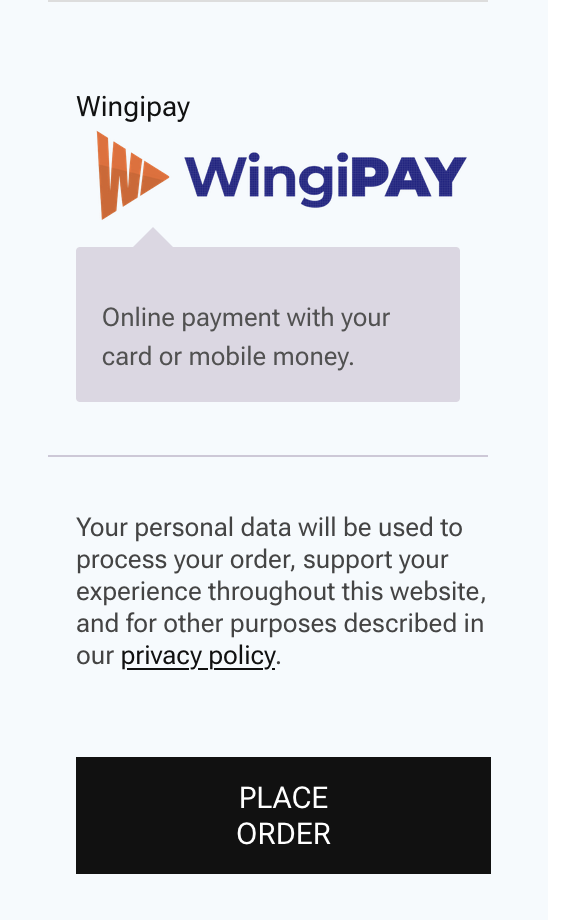 Wingipay
WingiPAY
Online payment with your
card or mobile money.
Your personal data will be used to
process your order, support your
experience throughout this website,
and for other purposes described in
our privacy policy.
PLACE
ORDER